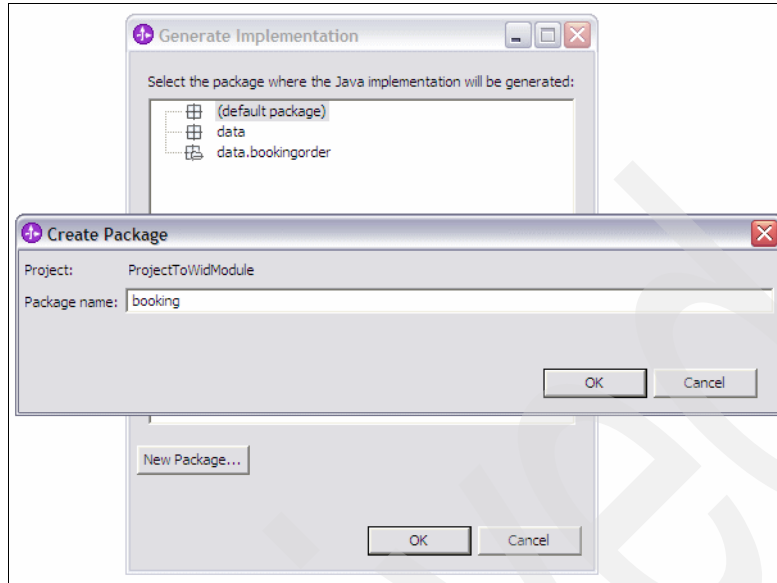 Generate Implementation
Select the package where the Java implementation will be generated:
(default package)
data
data.bookingorder
Create Package
Project: ProjectToWidModule
Package name: booking
OK Cancel
New Package...
OK Cancel